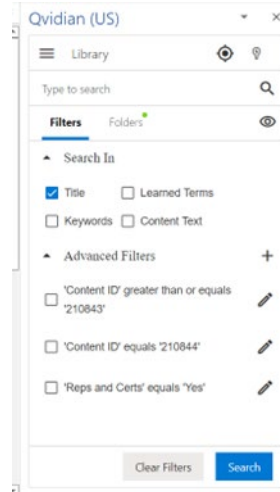 Qvidian (US)
Library
Type to search
Filters Folders
Search In
Title Learned Terms
Keywords Content Text
Advanced Filters
'Content ID' greater than or equals
'210843'
'Content ID' equals '210844'
'Reps and Certs' equals 'Yes'
Clear Filters Search